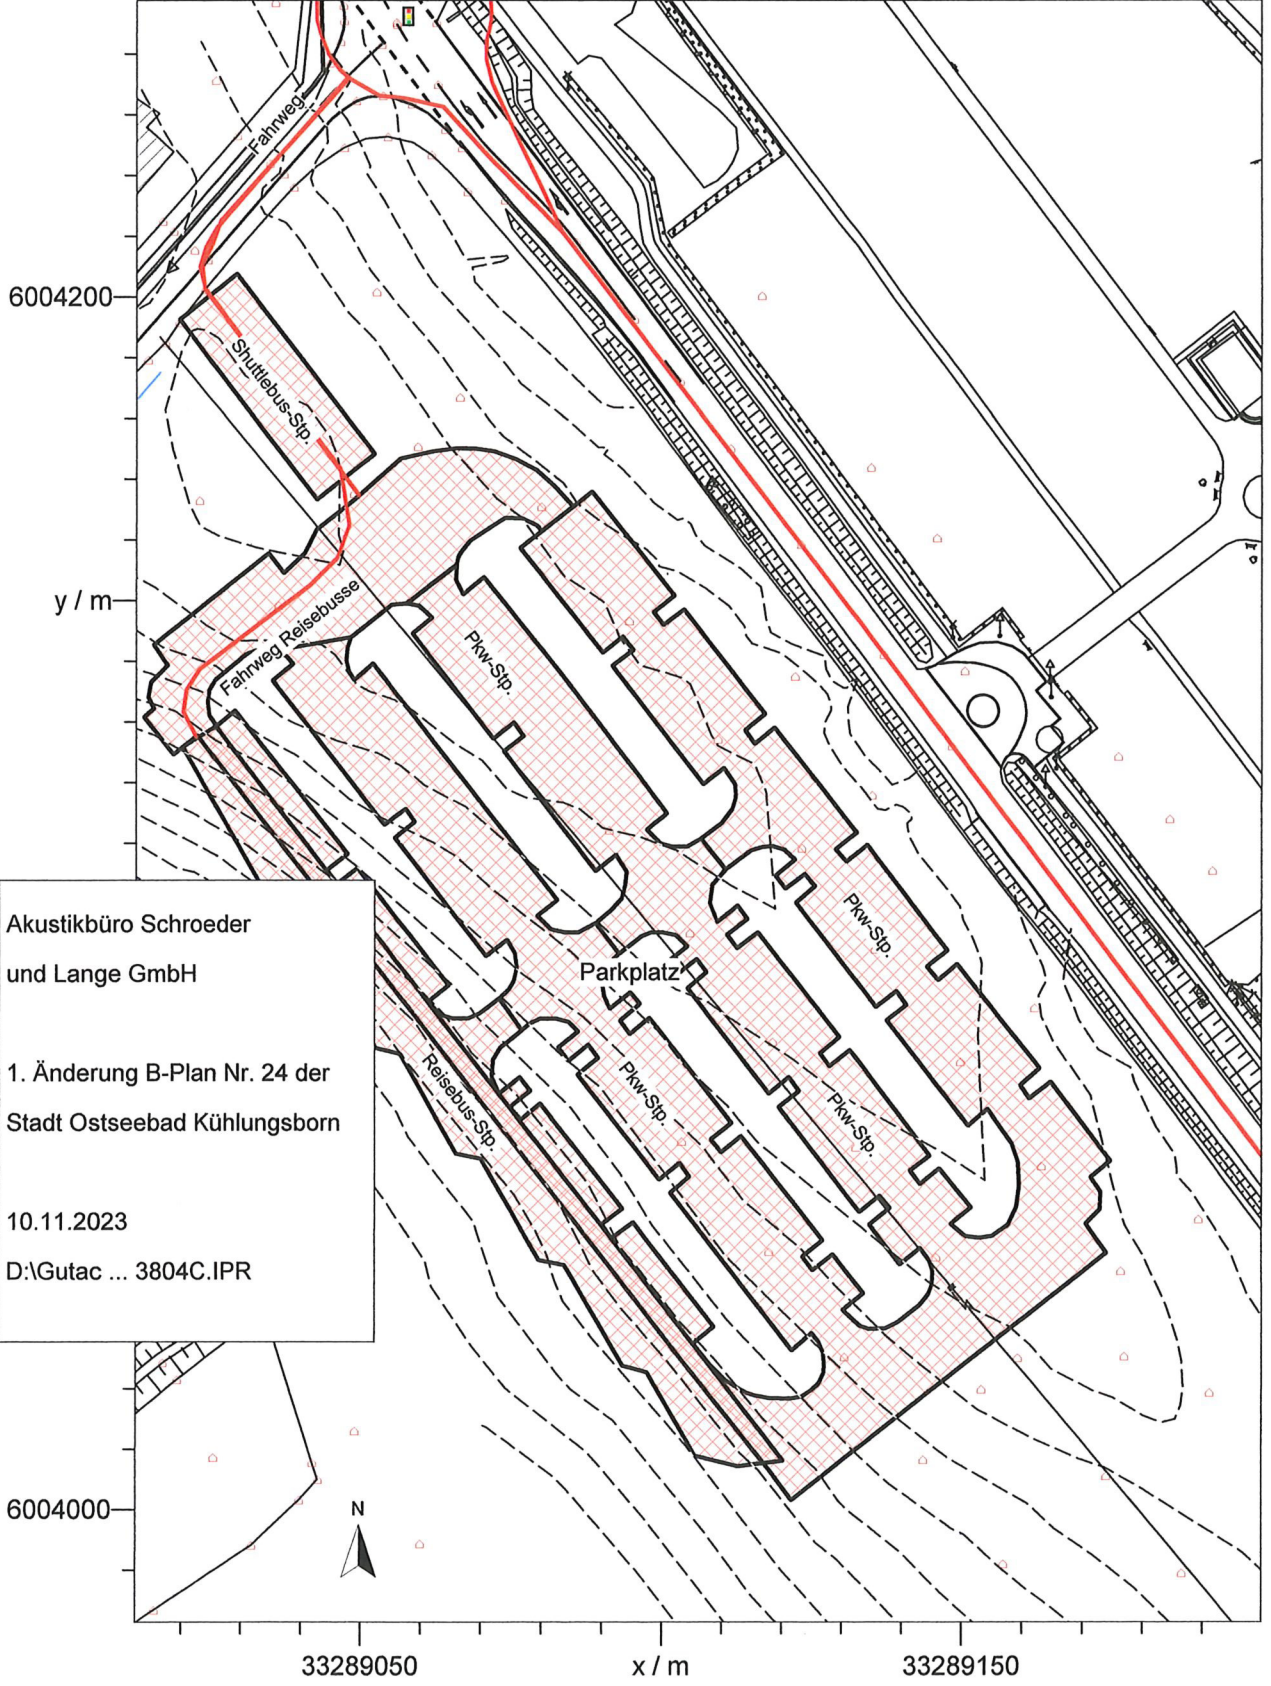 Fahrweg
6004200
Shuttlebus-Stp.
y / m
Fahrweg Reisebusse
Pkw-Stp.
Pkw-Stp.
Parkplatz
Reisebus-Stp.
Pkw-Stp.
Pkw-Stp.
Akustikbüro Schroeder
und Lange GmbH
1. Änderung B-Plan Nr. 24 der
Stadt Ostseebad Kühlungsborn
10.11.2023
D:\Gutac ... 3804C.IPR
6004000
N
33289050
x / m
33289150